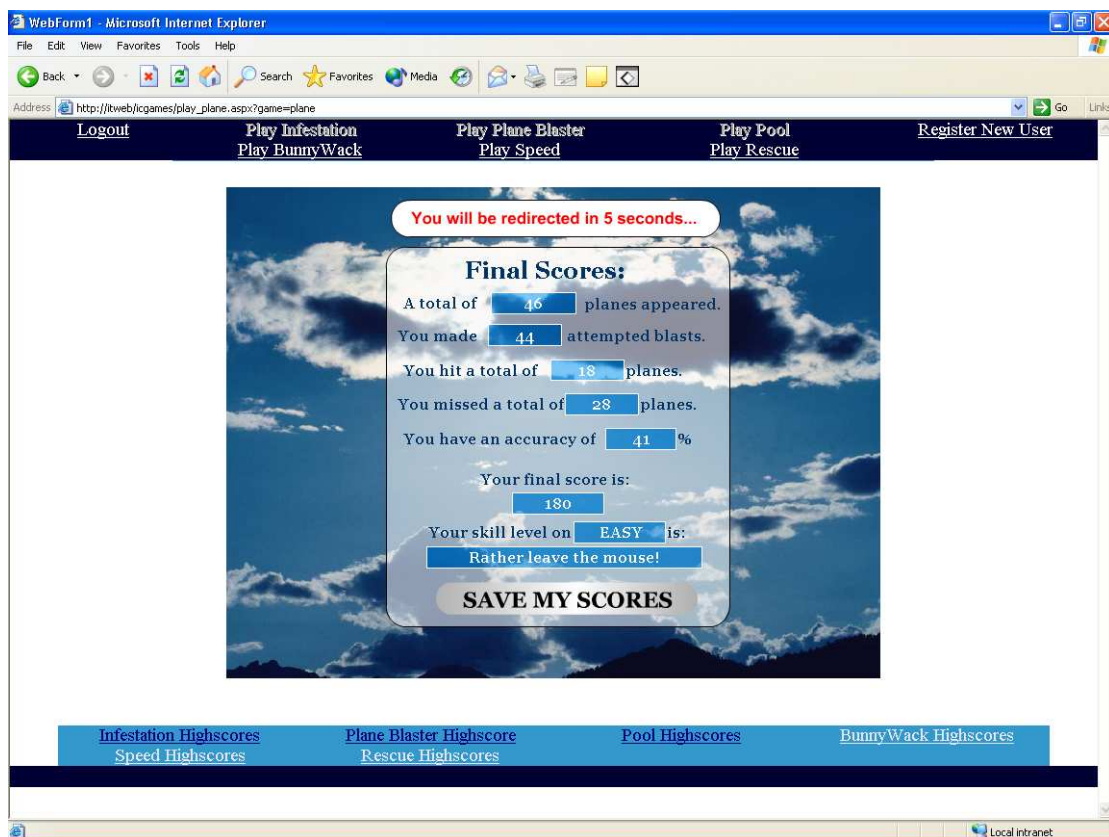 WebForm1 - Microsoft Internet Explorer
File Edit View Favorites Tools Help
Back Search Favorites Media
Address http://itweb/icgames/play_plane.aspx?game=plane Go Links
Logout Play Infestation Play Plane Blaster Play Pool Register New User
Play BunnyWack Play Speed Play Rescue
You will be redirected in 5 seconds...
Final Scores:
A total of 46 planes appeared.
You made 44 attempted blasts.
You hit a total of 18 planes.
You missed a total of 28 planes.
You have an accuracy of 41 %
Your final score is:
180
Your skill level on EASY is:
Rather leave the mouse!
SAVE MY SCORES
Infestation Highscores Plane Blaster Highscore Pool Highscores BunnyWack Highscores
Speed Highscores Rescue Highscores
Local intranet